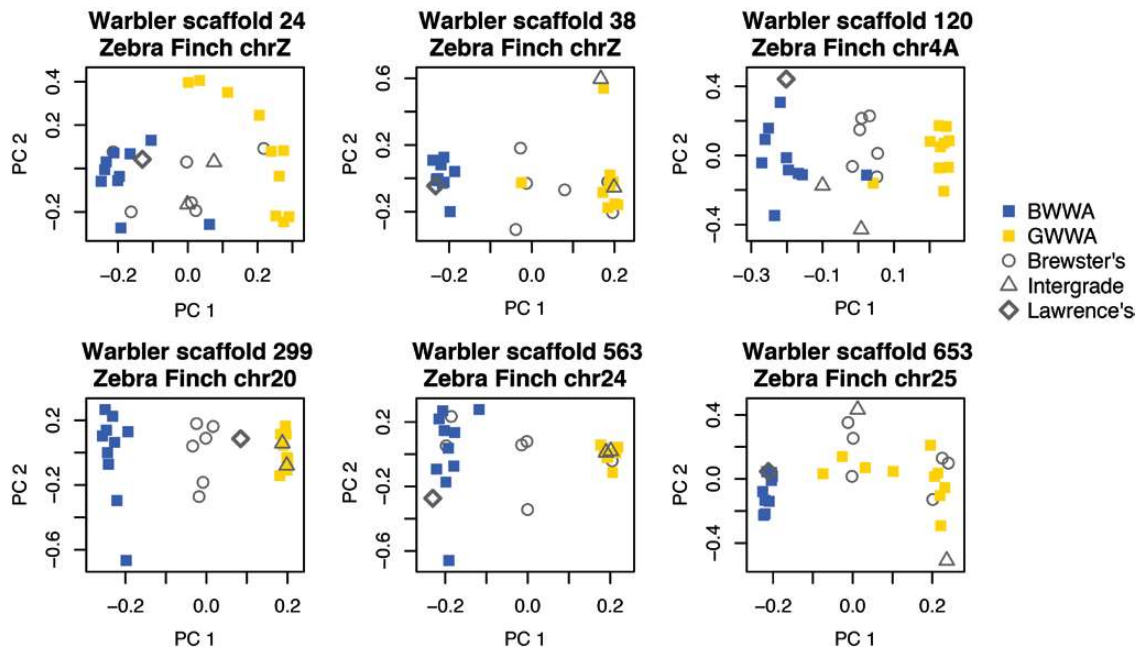 Warbler scaffold 24
Zebra Finch chrZ
Warbler scaffold 38
Zebra Finch chrZ
Warbler scaffold 120
Zebra Finch chr4A
PC 2
0.4
0.2
−0.2
−0.2
0.0
0.2
PC 1
PC 2
0.6
0.2
−0.2
−0.2
0.0
0.2
PC 1
PC 2
0.4
0.0
−0.4
−0.3
−0.1
0.1
PC 1
BWWA
GWWA
Brewster's
Intergrade
Lawrence's
Warbler scaffold 299
Zebra Finch chr20
Warbler scaffold 563
Zebra Finch chr24
Warbler scaffold 653
Zebra Finch chr25
PC 2
0.2
−0.2
−0.6
−0.2
0.0
0.2
PC 1
PC 2
0.2
−0.2
−0.6
−0.2
0.0
0.2
PC 1
PC 2
0.4
0.0
−0.4
−0.2
0.0
0.2
PC 1